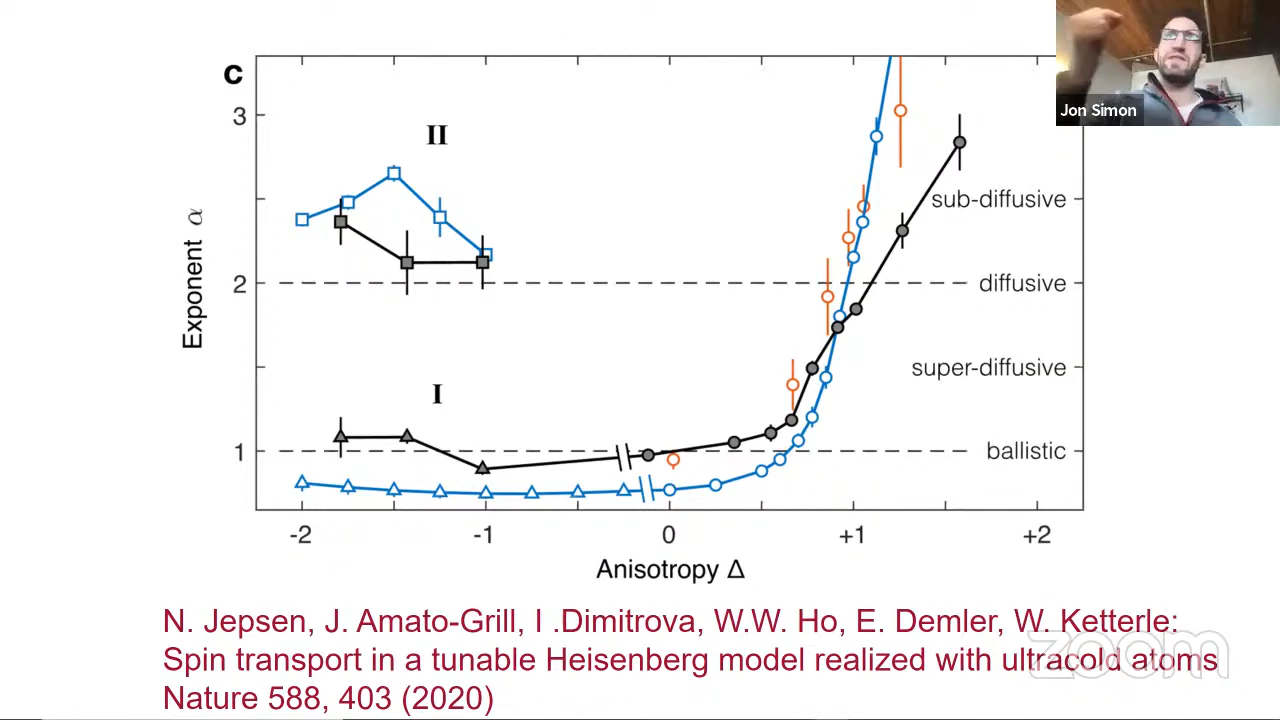 c
3
II
Jon Simon
sub-diffusive
Exponent α
2
diffusive
super-diffusive
I
1
ballistic
-2 -1 0 +1 +2
Anisotropy Δ
N. Jepsen, J. Amato-Grill, I .Dimitrova, W.W. Ho, E. Demler, W. Ketterle:
Spin transport in a tunable Heisenberg model realized with ultracold atoms
Nature 588, 403 (2020)
zoom